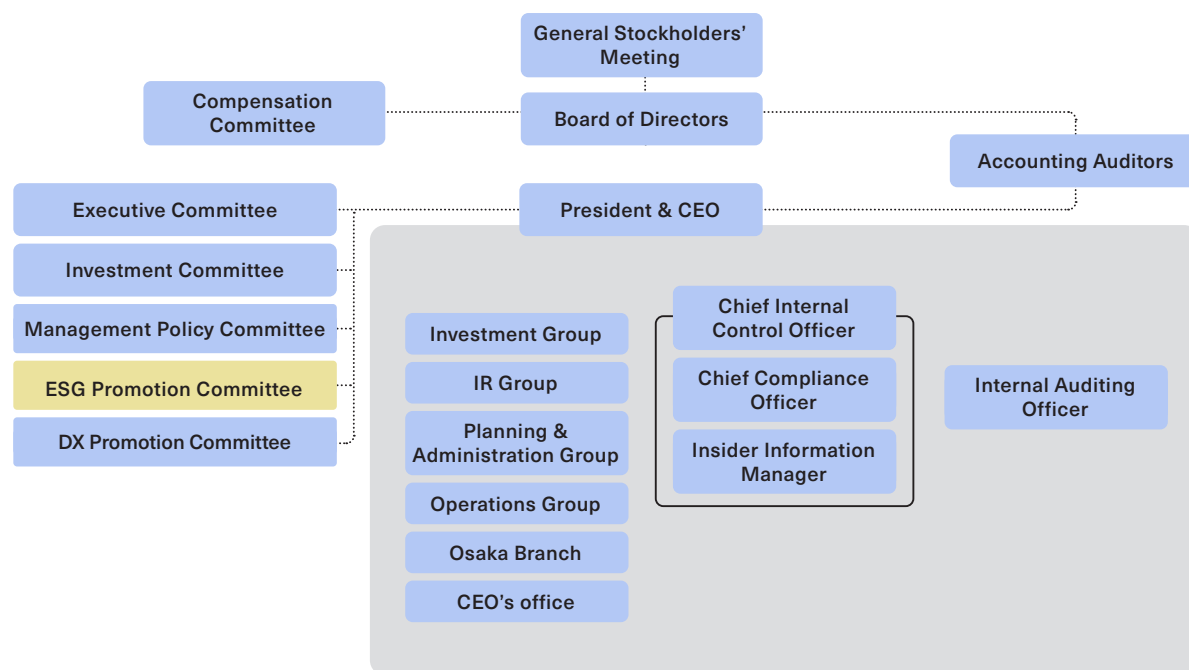 General Stockholders’
Meeting
Compensation
Committee
Board of Directors
Accounting Auditors
Executive Committee
President & CEO
Investment Committee
Management Policy Committee
ESG Promotion Committee
DX Promotion Committee
Investment Group
IR Group
Planning &
Administration Group
Operations Group
Osaka Branch
CEO’s office
Chief Internal
Control Officer
Chief Compliance
Officer
Insider Information
Manager
Internal Auditing
Officer